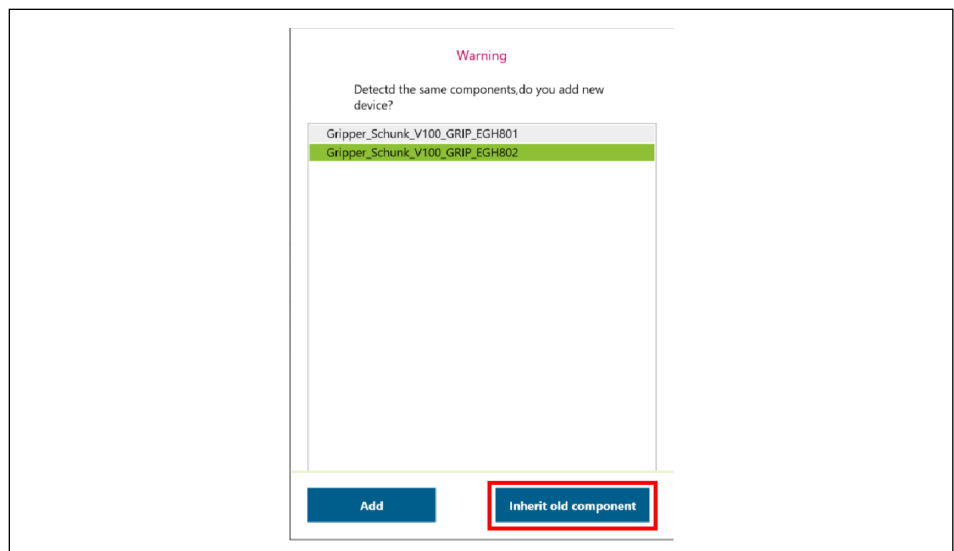 Warning
Detectd the same components,do you add new
device?
Gripper_Schunk_V100_GRIP_EGH801
Gripper_Schunk_V100_GRIP_EGH802
Add
Inherit old component